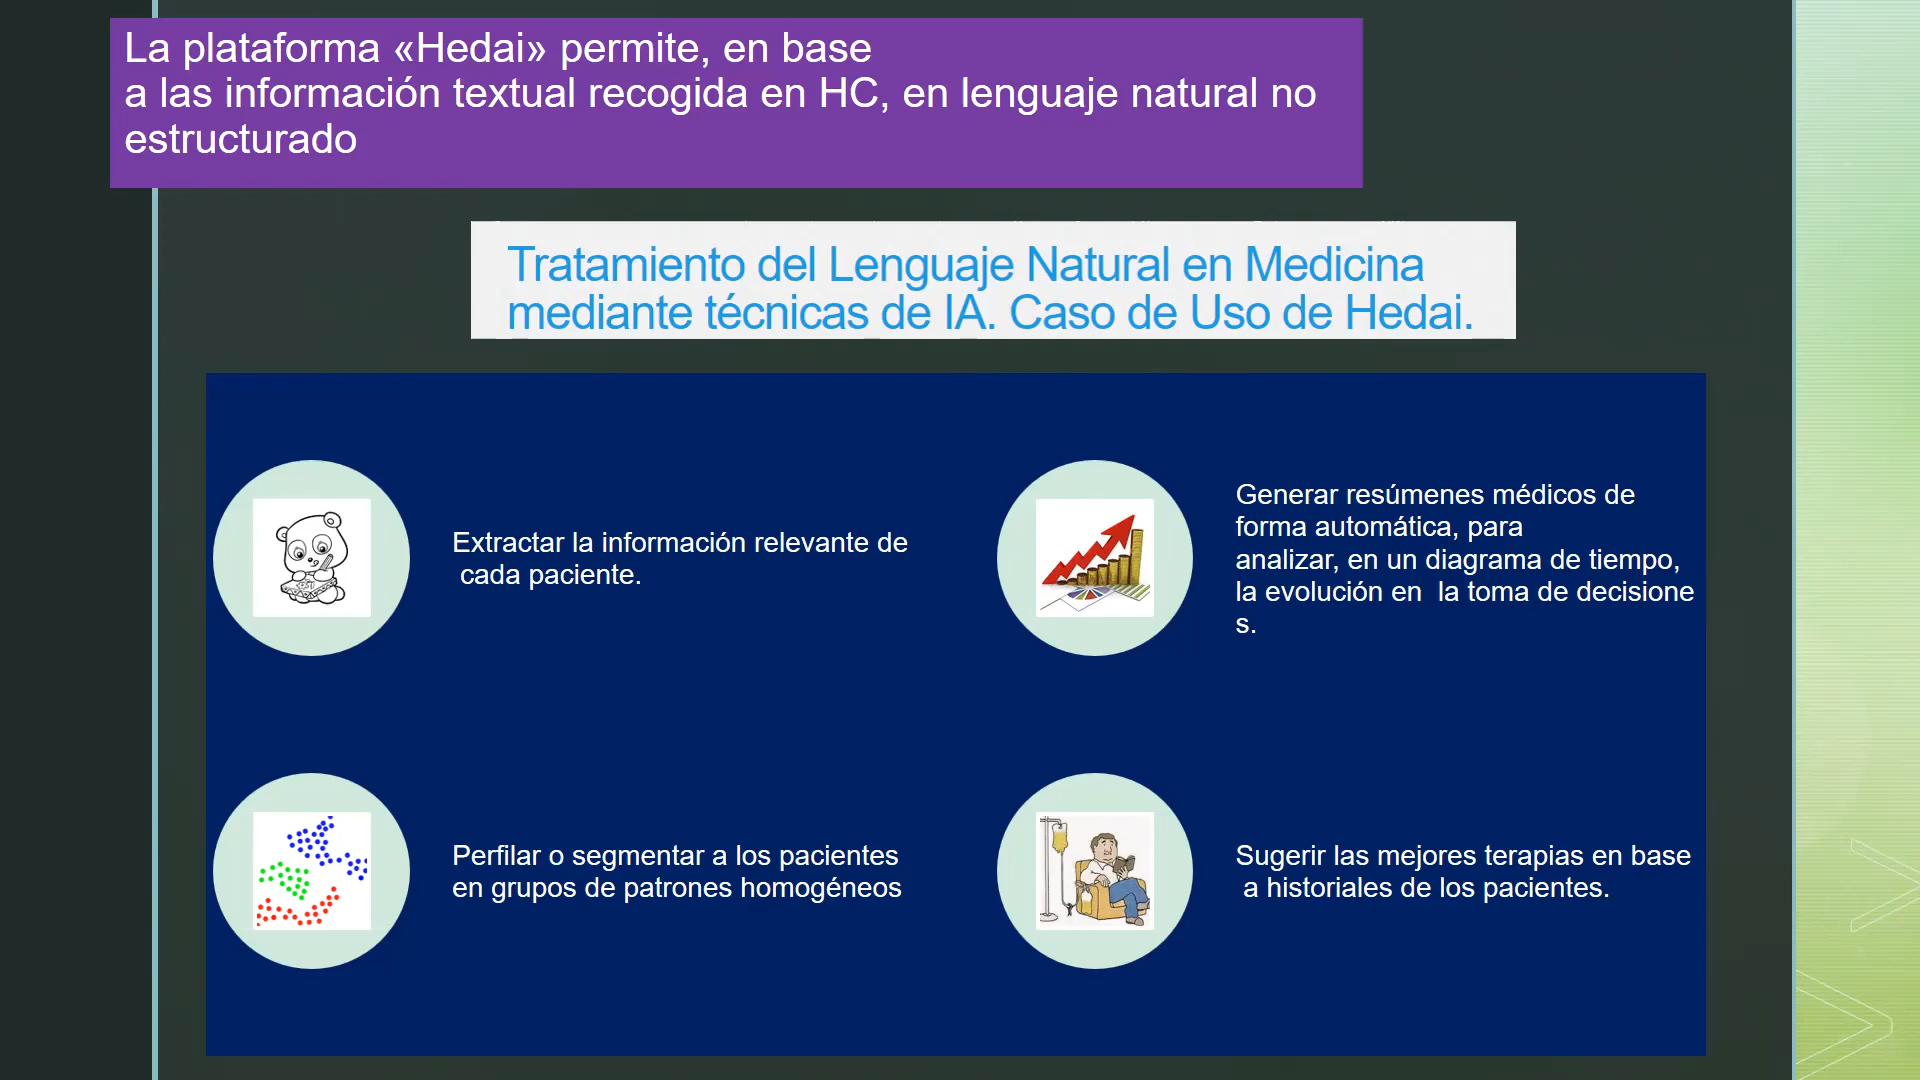 La plataforma «Hedai» permite, en base
a las información textual recogida en HC, en lenguaje natural no
estructurado
Tratamiento del Lenguaje Natural en Medicina
mediante técnicas de IA. Caso de Uso de Hedai.
Extractar la información relevante de
cada paciente.
Generar resúmenes médicos de
forma automática, para
analizar, en un diagrama de tiempo,
la evolución en la toma de decisione
s.
Perfilar o segmentar a los pacientes
en grupos de patrones homogéneos
Sugerir las mejores terapias en base
a historiales de los pacientes.